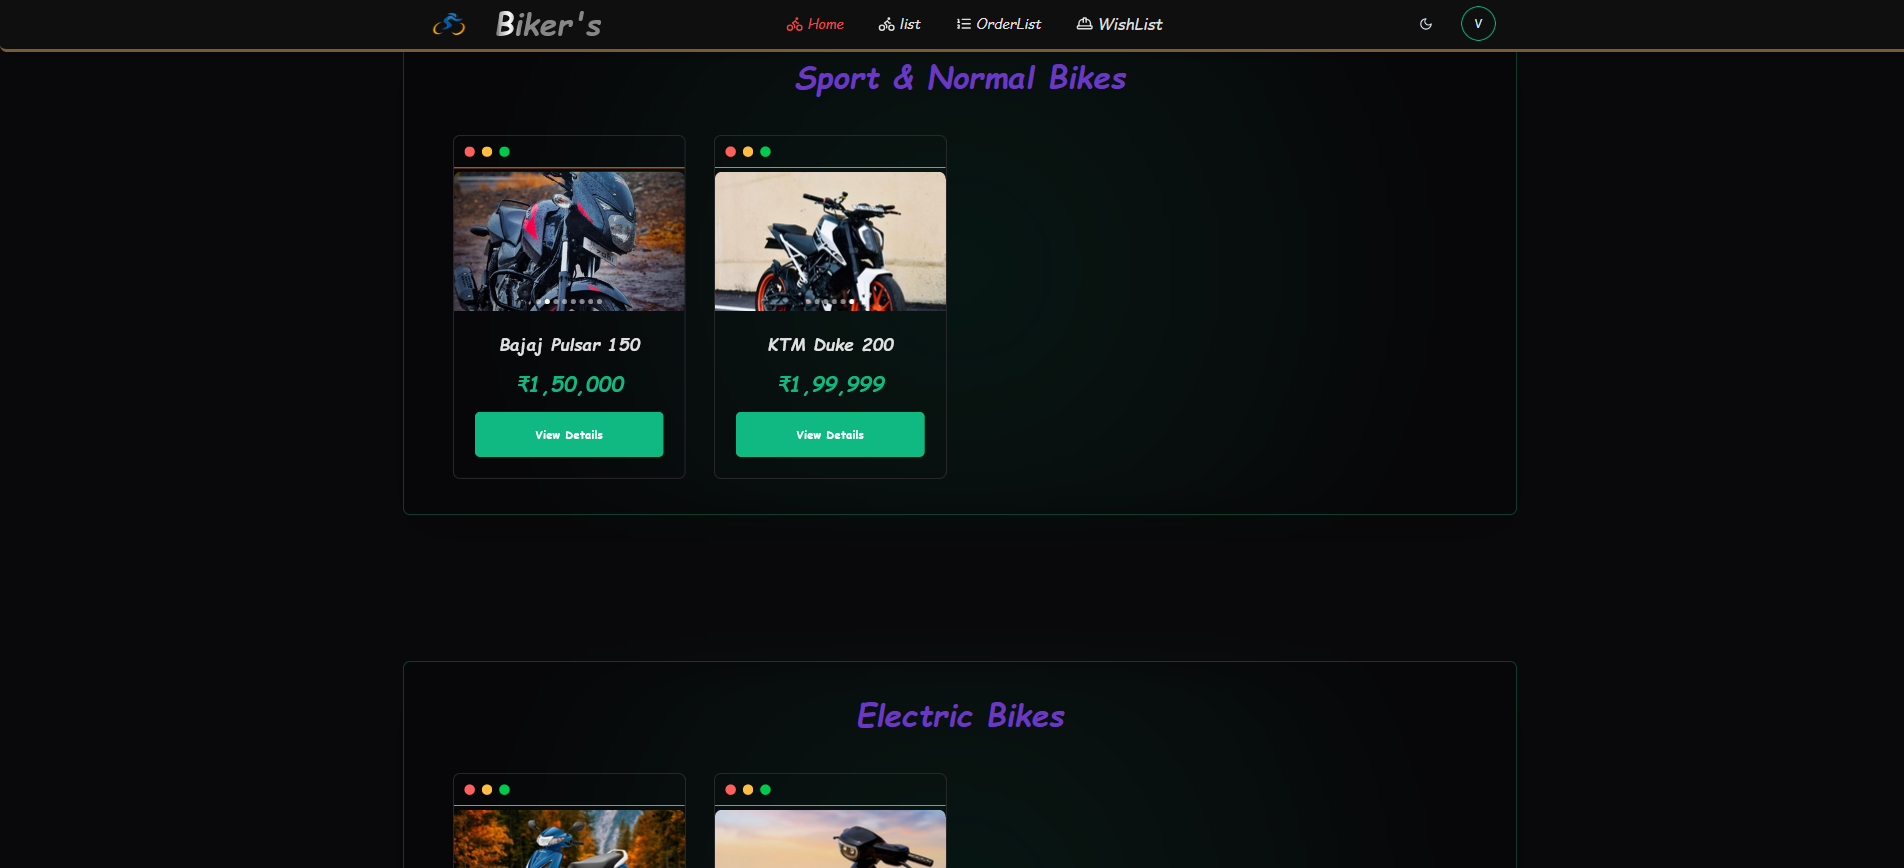 Biker's
Home
list
OrderList
WishList
V
Sport & Normal Bikes
Bajaj Pulsar 150
KTM Duke 200
₹1,50,000
₹1,99,999
View Details
View Details
Electric Bikes